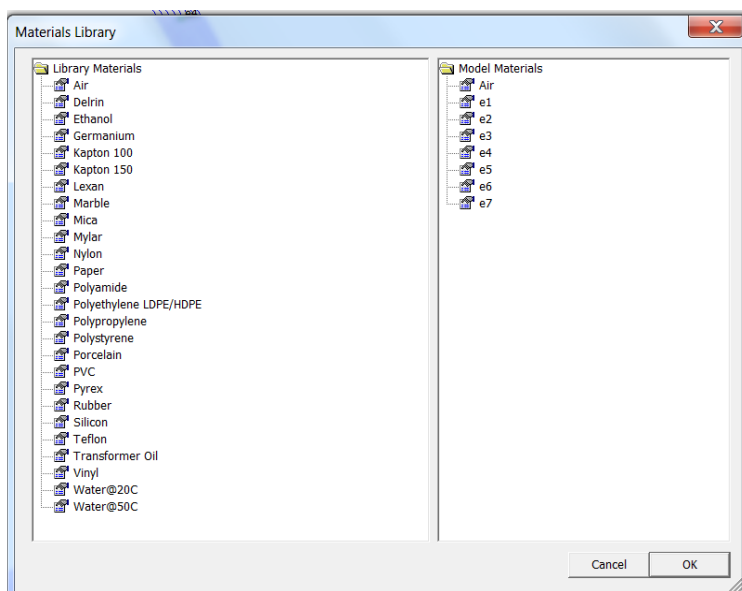 Materials Library
Library Materials
Air
Delrin
Ethanol
Germanium
Kapton 100
Kapton 150
Lexan
Marble
Mica
Mylar
Nylon
Paper
Polyamide
Polyethylene LDPE/HDPE
Polypropylene
Polystyrene
Porcelain
PVC
Pyrex
Rubber
Silicon
Teflon
Transformer Oil
Vinyl
Water@20C
Water@50C
Model Materials
Air
e1
e2
e3
e4
e5
e6
e7
Cancel
OK